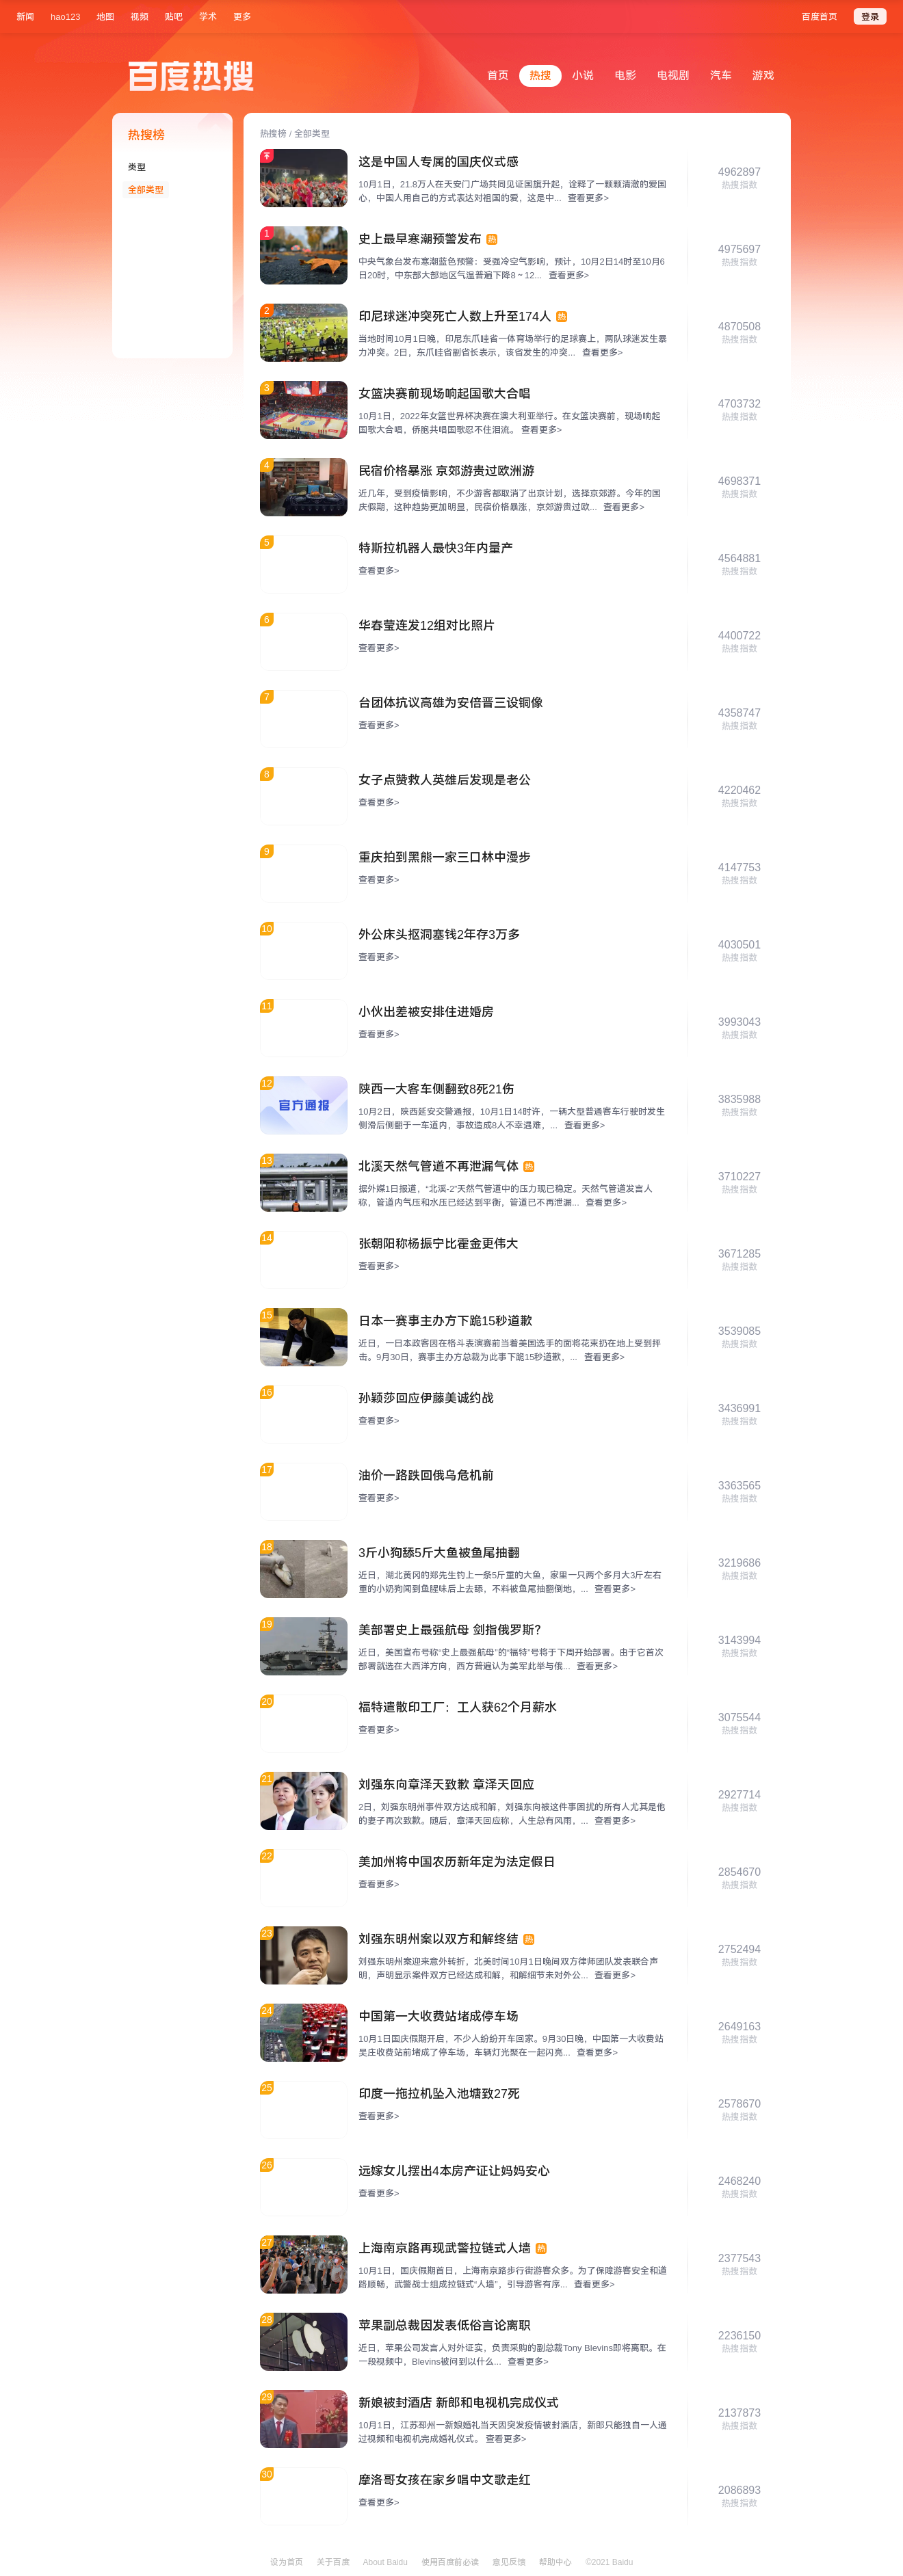 新闻 hao123 地图 视频 贴吧 学术 更多 百度首页 登录
百度热搜
首页 热搜 小说 电影 电视剧 汽车 游戏
热搜榜
类型
全部类型
热搜榜 / 全部类型
这是中国人专属的国庆仪式感
10月1日，21.8万人在天安门广场共同见证国旗升起，诠释了一颗颗清澈的爱国
心，中国人用自己的方式表达对祖国的爱，这是中... 查看更多>
4962897
热搜指数
1
史上最早寒潮预警发布 热
中央气象台发布寒潮蓝色预警：受强冷空气影响，预计，10月2日14时至10月6
日20时，中东部大部地区气温普遍下降8～12... 查看更多>
4975697
热搜指数
2
印尼球迷冲突死亡人数上升至174人 热
当地时间10月1日晚，印尼东爪哇省一体育场举行的足球赛上，两队球迷发生暴
力冲突。2日，东爪哇省副省长表示，该省发生的冲突... 查看更多>
4870508
热搜指数
3
女篮决赛前现场响起国歌大合唱
10月1日，2022年女篮世界杯决赛在澳大利亚举行。在女篮决赛前，现场响起
国歌大合唱，侨胞共唱国歌忍不住泪流。 查看更多>
4703732
热搜指数
4
民宿价格暴涨 京郊游贵过欧洲游
近几年，受到疫情影响，不少游客都取消了出京计划，选择京郊游。今年的国
庆假期，这种趋势更加明显，民宿价格暴涨，京郊游贵过欧... 查看更多>
4698371
热搜指数
5
特斯拉机器人最快3年内量产
查看更多>
4564881
热搜指数
6
华春莹连发12组对比照片
查看更多>
4400722
热搜指数
7
台团体抗议高雄为安倍晋三设铜像
查看更多>
4358747
热搜指数
8
女子点赞救人英雄后发现是老公
查看更多>
4220462
热搜指数
9
重庆拍到黑熊一家三口林中漫步
查看更多>
4147753
热搜指数
10
外公床头抠洞塞钱2年存3万多
查看更多>
4030501
热搜指数
11
小伙出差被安排住进婚房
查看更多>
3993043
热搜指数
12
官方通报
陕西一大客车侧翻致8死21伤
10月2日，陕西延安交警通报，10月1日14时许，一辆大型普通客车行驶时发生
侧滑后侧翻于一车道内，事故造成8人不幸遇难，... 查看更多>
3835988
热搜指数
13
北溪天然气管道不再泄漏气体 热
据外媒1日报道，“北溪-2”天然气管道中的压力现已稳定。天然气管道发言人
称，管道内气压和水压已经达到平衡，管道已不再泄漏... 查看更多>
3710227
热搜指数
14
张朝阳称杨振宁比霍金更伟大
查看更多>
3671285
热搜指数
15
日本一赛事主办方下跪15秒道歉
近日，一日本政客因在格斗表演赛前当着美国选手的面将花束扔在地上受到抨
击。9月30日，赛事主办方总裁为此事下跪15秒道歉，... 查看更多>
3539085
热搜指数
16
孙颖莎回应伊藤美诚约战
查看更多>
3436991
热搜指数
17
油价一路跌回俄乌危机前
查看更多>
3363565
热搜指数
18
3斤小狗舔5斤大鱼被鱼尾抽翻
近日，湖北黄冈的郑先生钓上一条5斤重的大鱼，家里一只两个多月大3斤左右
重的小奶狗闻到鱼腥味后上去舔，不料被鱼尾抽翻倒地，... 查看更多>
3219686
热搜指数
19
美部署史上最强航母 剑指俄罗斯?
近日，美国宣布号称“史上最强航母”的“福特”号将于下周开始部署。由于它首次
部署就选在大西洋方向，西方普遍认为美军此举与俄... 查看更多>
3143994
热搜指数
20
福特遣散印工厂：工人获62个月薪水
查看更多>
3075544
热搜指数
21
刘强东向章泽天致歉 章泽天回应
2日，刘强东明州事件双方达成和解，刘强东向被这件事困扰的所有人尤其是他
的妻子再次致歉。随后，章泽天回应称，人生总有风雨，... 查看更多>
2927714
热搜指数
22
美加州将中国农历新年定为法定假日
查看更多>
2854670
热搜指数
23
刘强东明州案以双方和解终结 热
刘强东明州案迎来意外转折，北美时间10月1日晚间双方律师团队发表联合声
明，声明显示案件双方已经达成和解，和解细节未对外公... 查看更多>
2752494
热搜指数
24
中国第一大收费站堵成停车场
10月1日国庆假期开启，不少人纷纷开车回家。9月30日晚，中国第一大收费站
吴庄收费站前堵成了停车场，车辆灯光聚在一起闪亮... 查看更多>
2649163
热搜指数
25
印度一拖拉机坠入池塘致27死
查看更多>
2578670
热搜指数
26
远嫁女儿摆出4本房产证让妈妈安心
查看更多>
2468240
热搜指数
27
上海南京路再现武警拉链式人墙 热
10月1日，国庆假期首日，上海南京路步行街游客众多。为了保障游客安全和道
路顺畅，武警战士组成拉链式“人墙”，引导游客有序... 查看更多>
2377543
热搜指数
28
苹果副总裁因发表低俗言论离职
近日，苹果公司发言人对外证实，负责采购的副总裁Tony Blevins即将离职。在
一段视频中，Blevins被问到以什么... 查看更多>
2236150
热搜指数
29
新娘被封酒店 新郎和电视机完成仪式
10月1日，江苏邳州一新娘婚礼当天因突发疫情被封酒店，新郎只能独自一人通
过视频和电视机完成婚礼仪式。 查看更多>
2137873
热搜指数
30
摩洛哥女孩在家乡唱中文歌走红
查看更多>
2086893
热搜指数
设为首页 关于百度 About Baidu 使用百度前必读 意见反馈 帮助中心 ©2021 Baidu